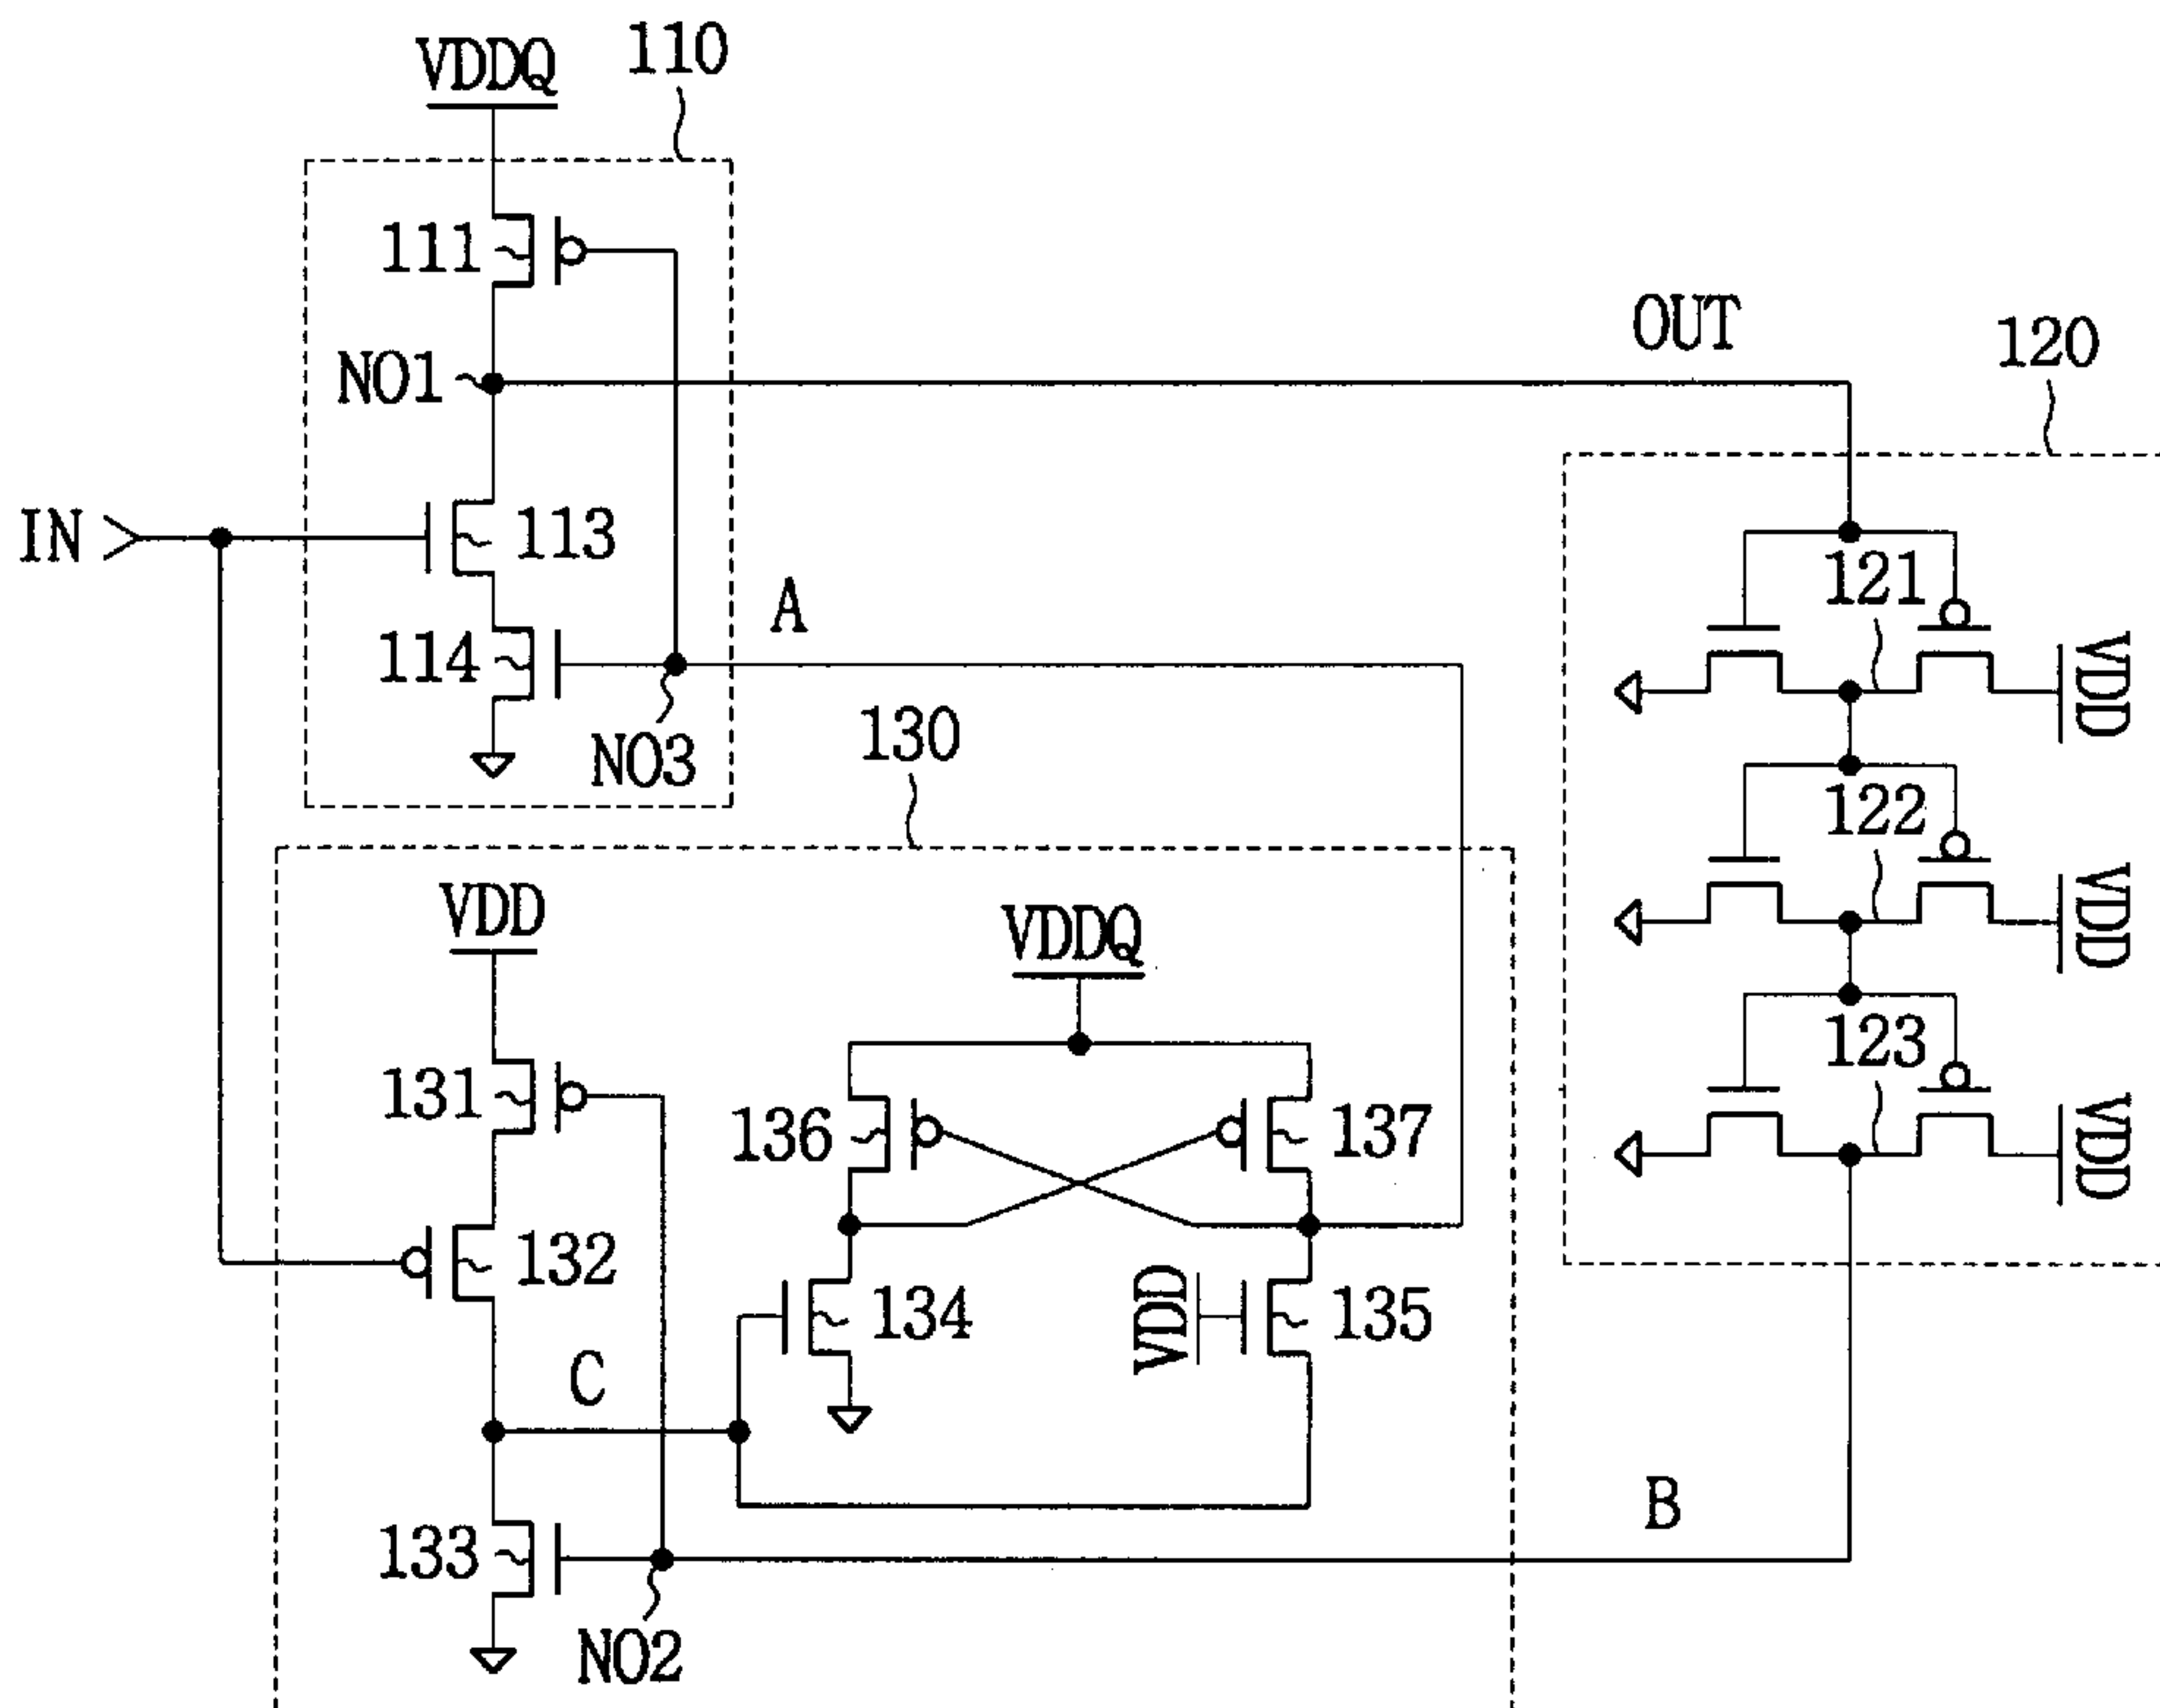 VDDQ
110
111
NO1
OUT
120
IN
113
A
114
NO3
121
VDD
122
VDD
123
VDD
130
VDD
VDDQ
131
136
137
132
134
VDD
135
C
B
133
NO2